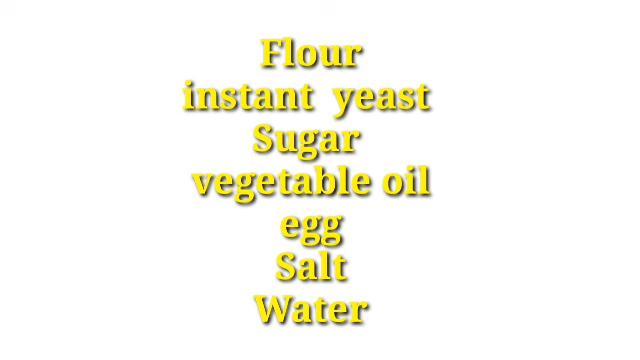 Flour
instant yeast
Sugar
vegetable oil
egg
Salt
Water